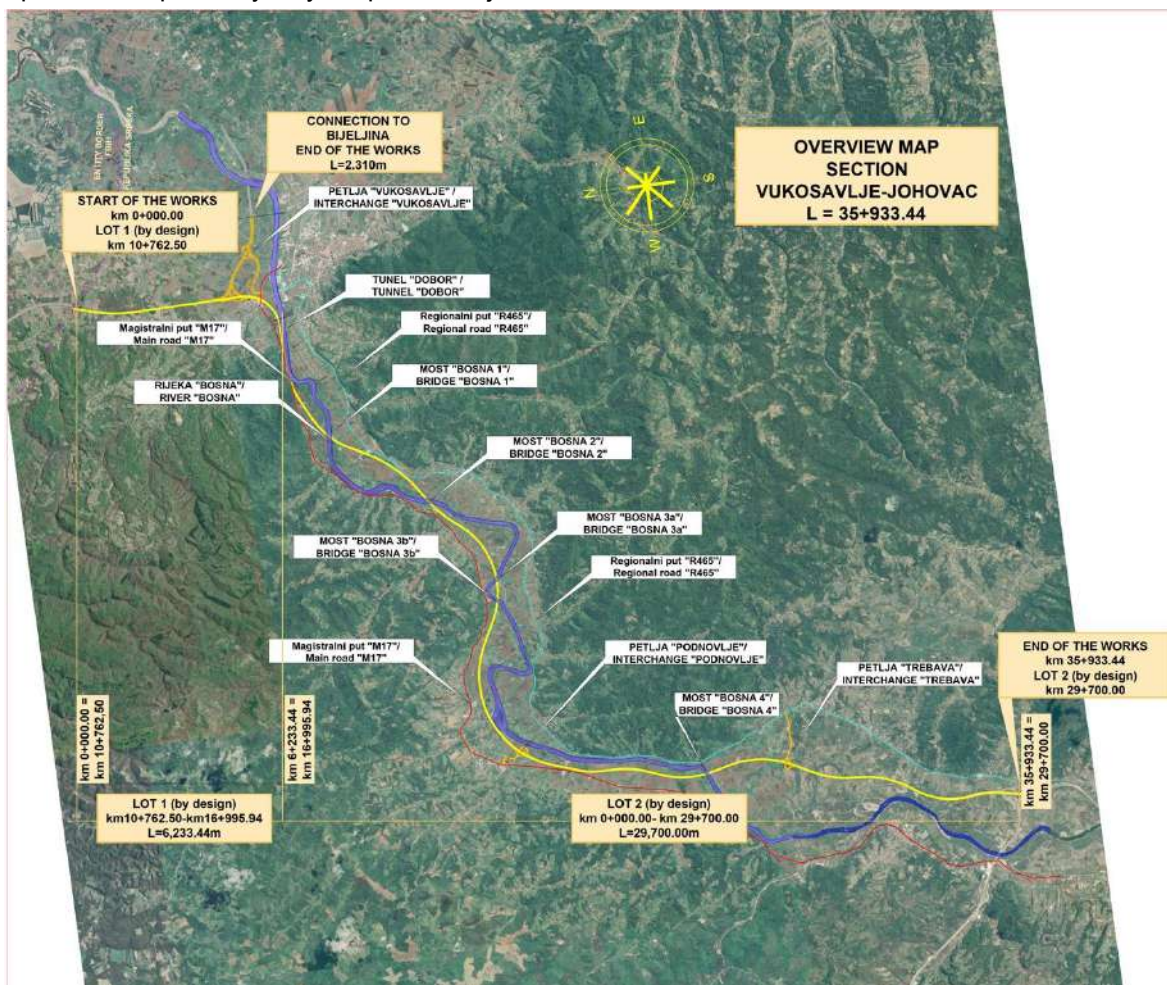 CONNECTION TO
BIJELJINA
END OF THE WORKS
L=2.310m
OVERVIEW MAP
SECTION
VUKOSAVLJE-JOHOVAC
L = 35+933.44
N
E
S
W
ENTITY BORDER
REPUBLIKA SRPSKA
START OF THE WORKS
km 0+000.00
LOT 1 (by design)
km 10+762.50
PETLJA "VUKOSAVLJE" /
INTERCHANGE "VUKOSAVLJE"
TUNEL "DOBOR" /
TUNNEL "DOBOR"
Magistralni put "M17"/
Main road "M17"
Regionalni put "R465"/
Regional road "R465"
RIJEKA "BOSNA"/
RIVER "BOSNA"
MOST "BOSNA 1"/
BRIDGE "BOSNA 1"
MOST "BOSNA 2"/
BRIDGE "BOSNA 2"
MOST "BOSNA 3a"/
BRIDGE "BOSNA 3a"
MOST "BOSNA 3b"/
BRIDGE "BOSNA 3b"
Regionalni put "R465"/
Regional road "R465"
Magistralni put "M17"/
Main road "M17"
PETLJA "PODNOVLJE"/
INTERCHANGE "PODNOVLJE"
MOST "BOSNA 4"/
BRIDGE "BOSNA 4"
PETLJA "TREBAVA"/
INTERCHANGE "TREBAVA"
END OF THE WORKS
km 35+933.44
LOT 2 (by design)
km 29+700.00
km 0+000.00 =
km 10+762.50
km 6+233.44 =
km 16+995.94
km 35+933.44 =
km 29+700.00
LOT 1 (by design)
km10+762.50-km16+995.94
L=6,233.44m
LOT 2 (by design)
km 0+000.00- km 29+700.00
L=29,700.00m